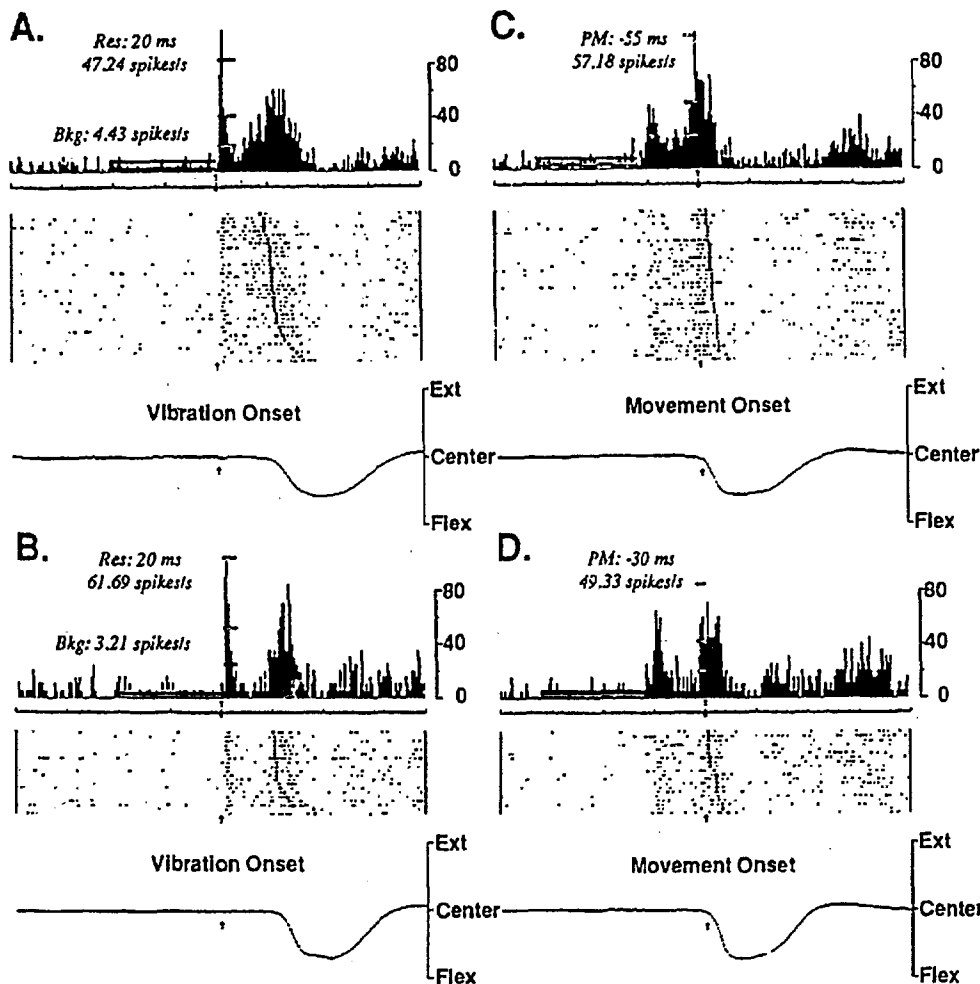 A.
Res: 20 ms
47.24 spikes/s
Bkg: 4.43 spikes/s
80
40
0
Vibration Onset
Ext
Center
Flex
C.
PM: -55 ms
57.18 spikes/s
80
40
0
Movement Onset
Ext
Center
Flex
B.
Res: 20 ms
61.69 spikes/s
Bkg: 3.21 spikes/s
80
40
0
Vibration Onset
Ext
Center
Flex
D.
PM: -30 ms
49.33 spikes/s
80
40
0
Movement Onset
Ext
Center
Flex